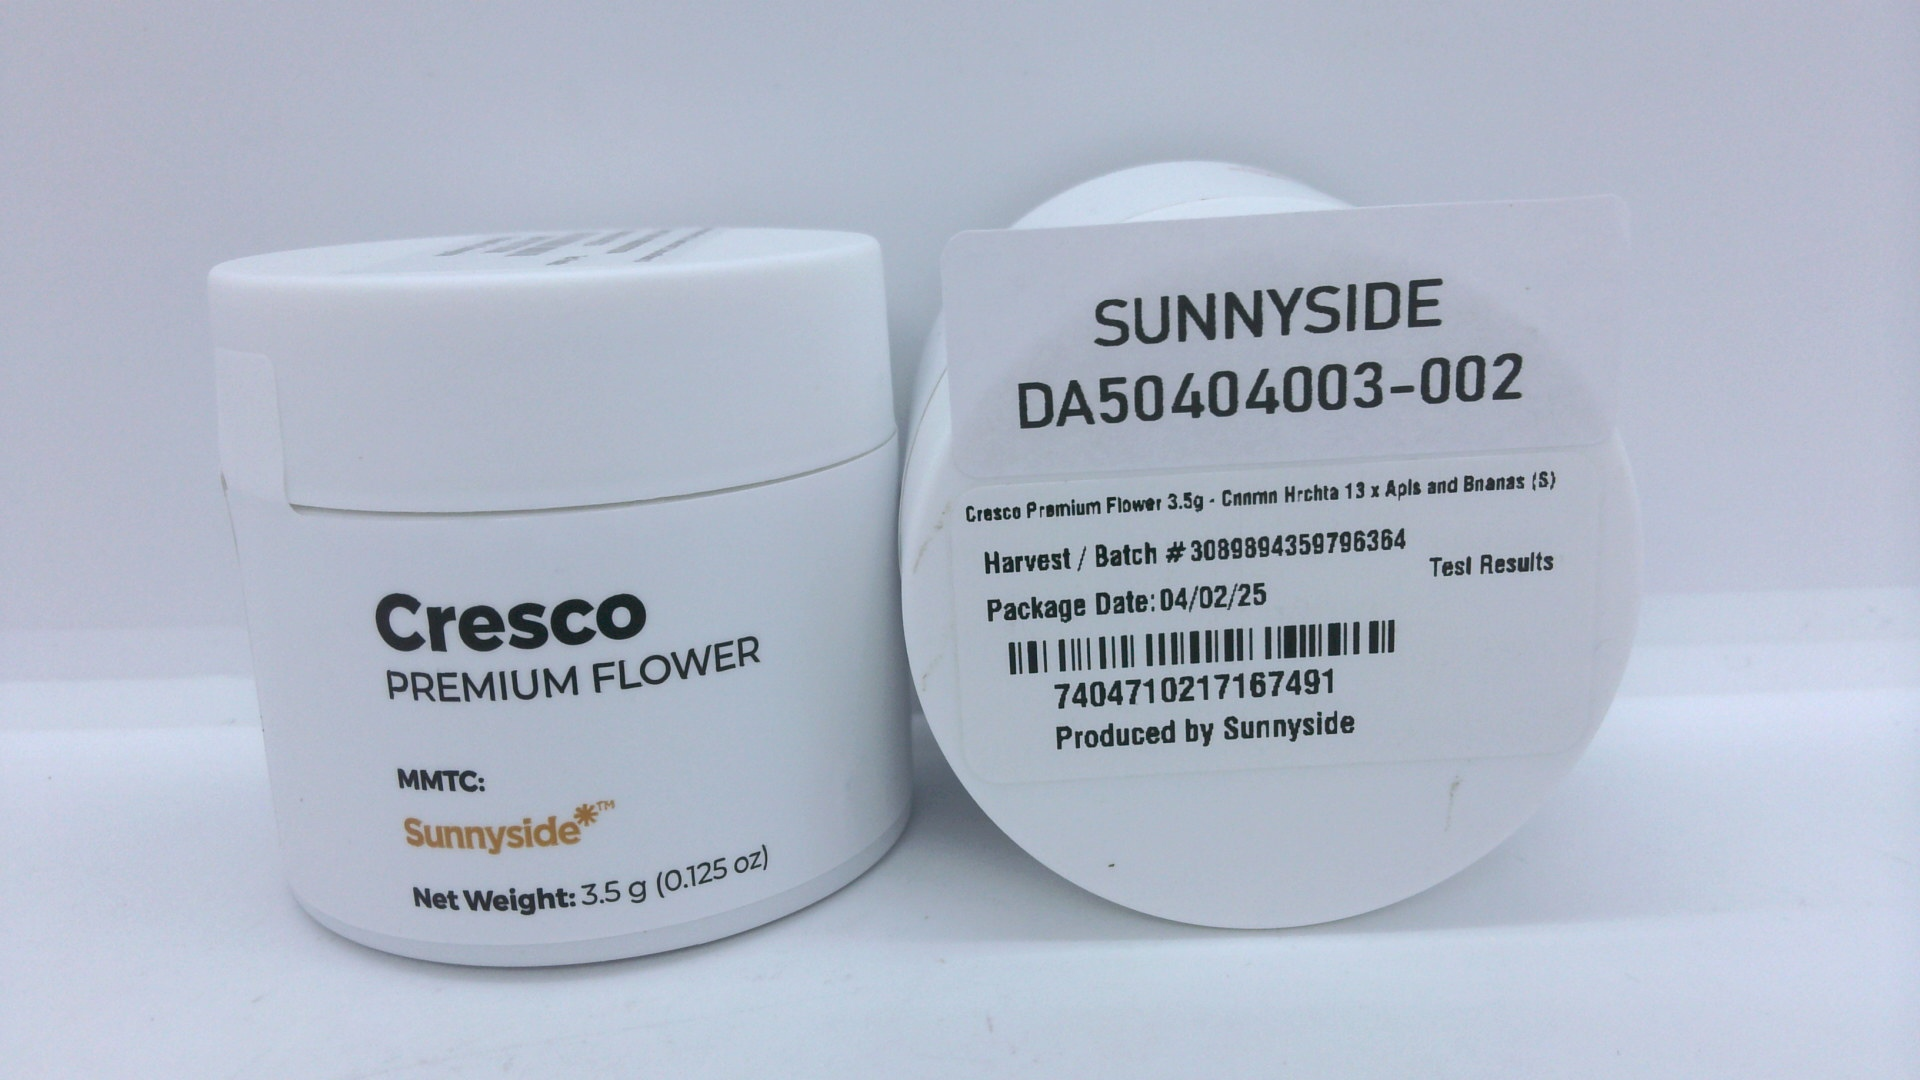 Cresco
PREMIUM FLOWER
MMTC:
Sunnyside*™
Net Weight: 3.5 g (0.125 oz)
SUNNYSIDE
DA50404003-002
Cresco Premium Flower 3.5g - Cnnmn Hrchta 13 x Apls and Bnanas (S)
Harvest / Batch # 3089894359796364
Test Results
Package Date: 04/02/25
7404710217167491
Produced by Sunnyside